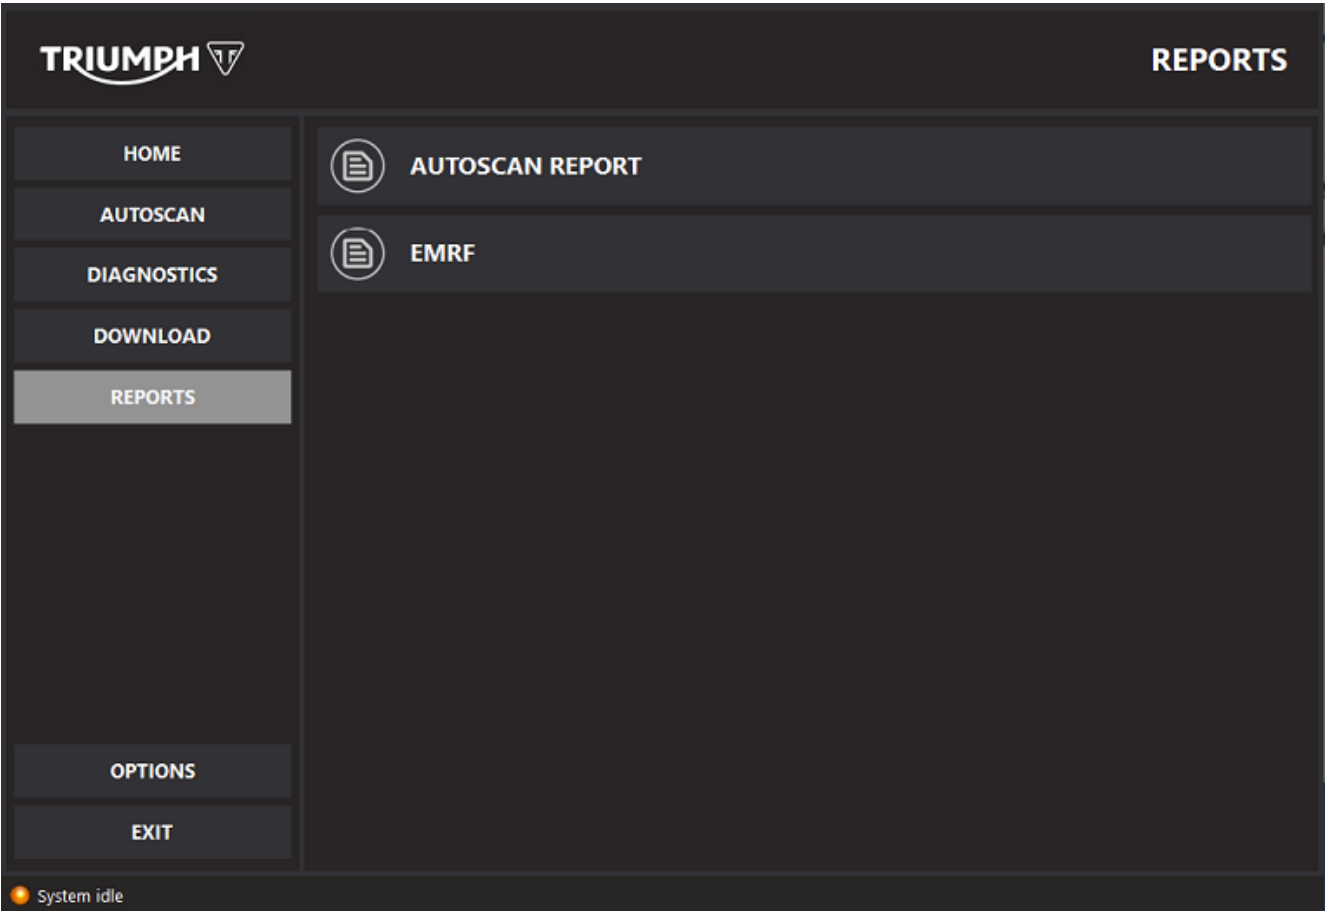 TRIUMPH
REPORTS
HOME
AUTOSCAN
DIAGNOSTICS
DOWNLOAD
REPORTS
OPTIONS
EXIT
AUTOSCAN REPORT
EMRF
System idle